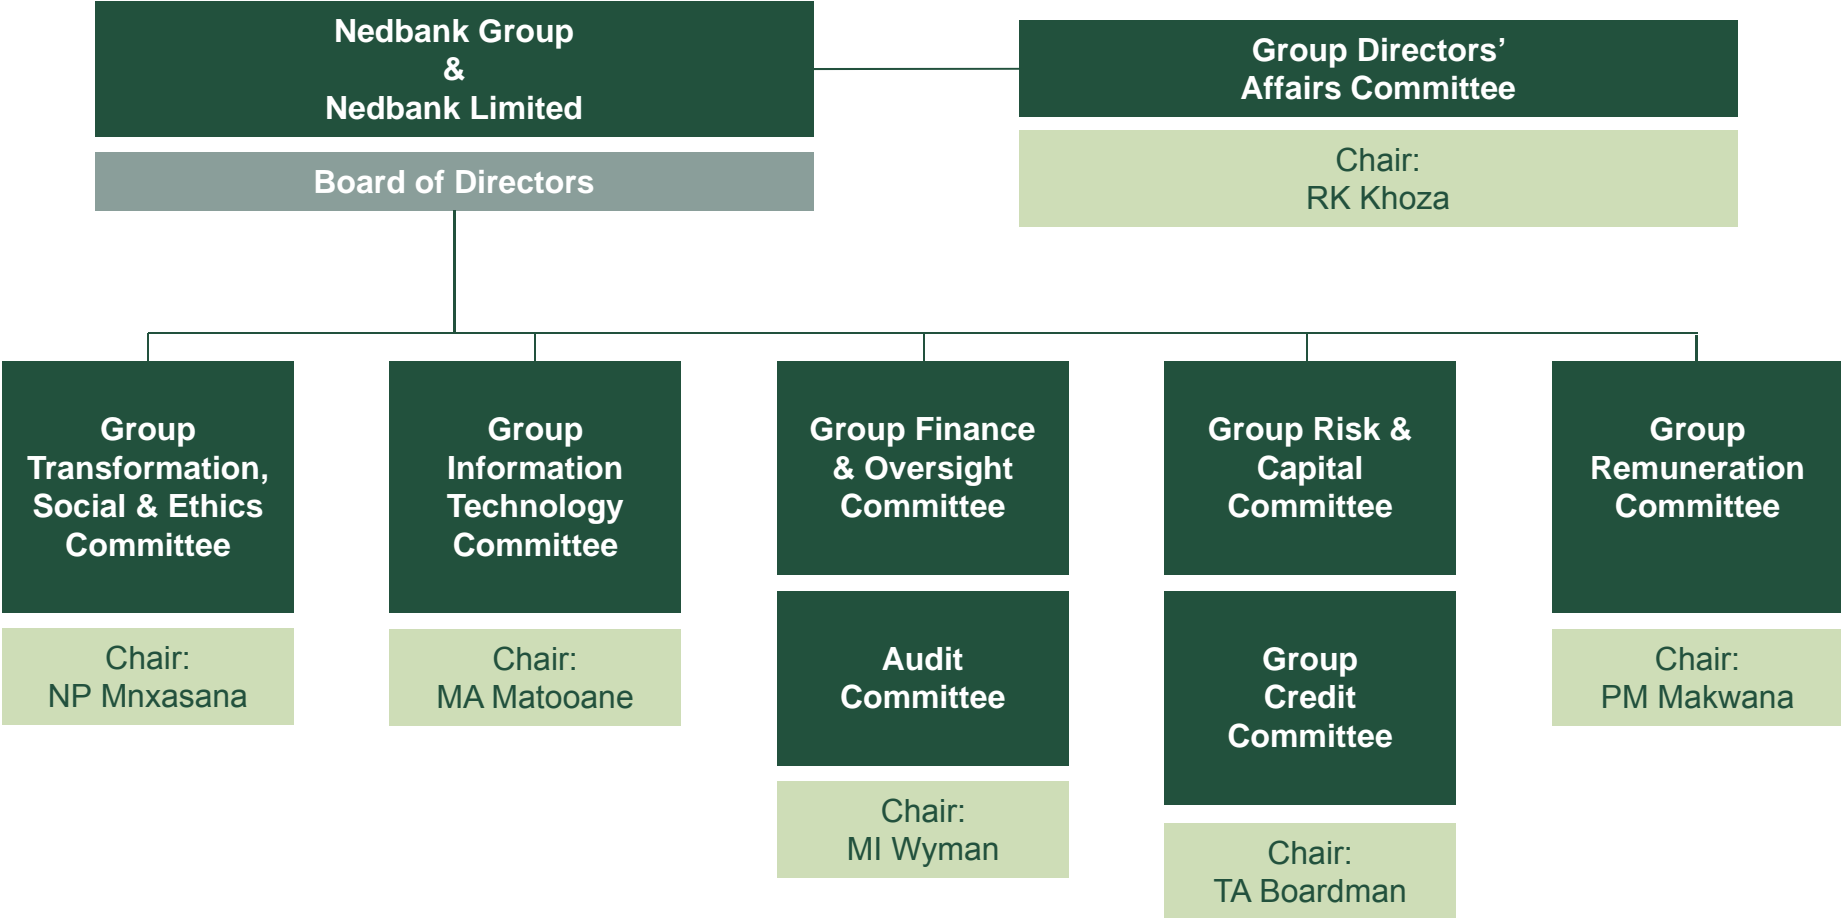 Nedbank Group
&
Nedbank Limited
Board of Directors
Group Directors’
Affairs Committee
Chair:
RK Khoza
Group
Transformation,
Social & Ethics
Committee
Chair:
NP Mnxasana
Group
Information
Technology
Committee
Chair:
MA Matooane
Group Finance
& Oversight
Committee
Audit
Committee
Chair:
MI Wyman
Group Risk &
Capital
Committee
Group
Credit
Committee
Chair:
TA Boardman
Group
Remuneration
Committee
Chair:
PM Makwana